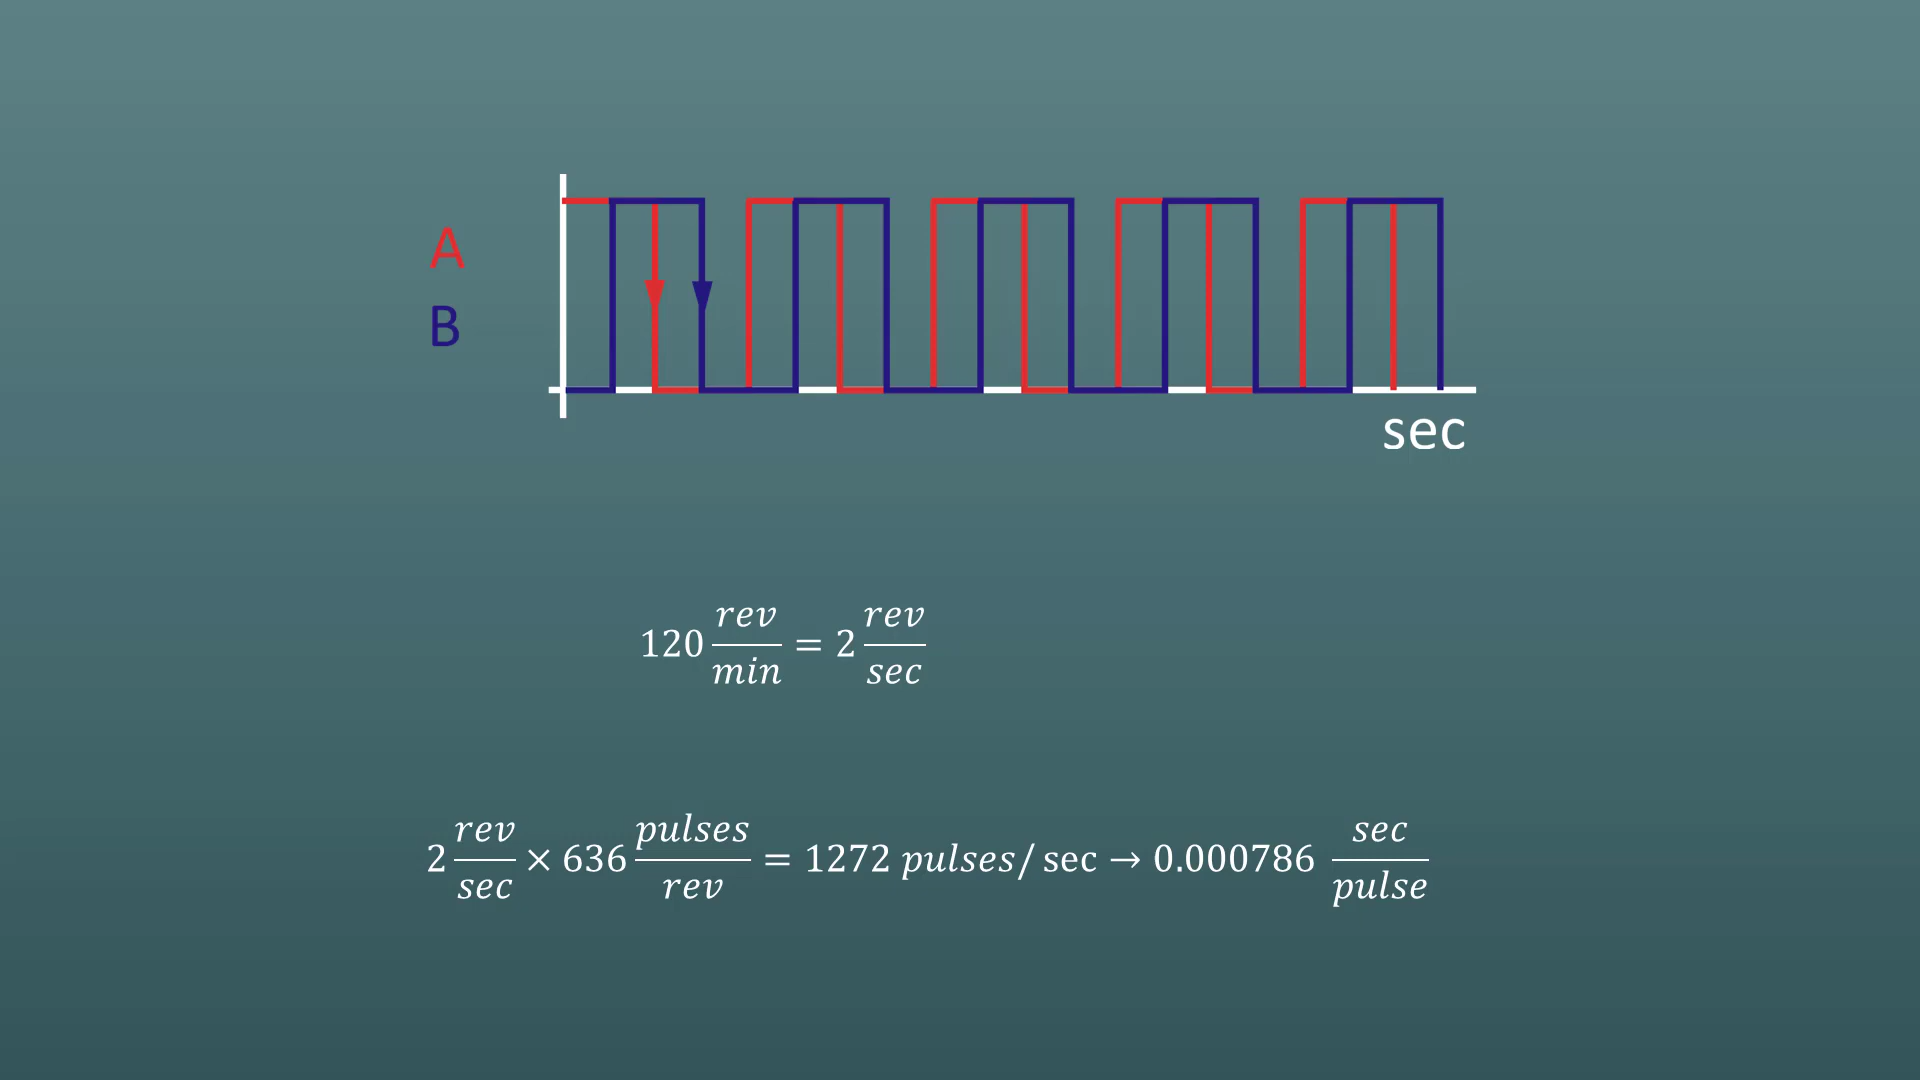 A
B
sec
120 rev/min = 2 rev/sec
2 rev/sec × 636 pulses/rev = 1272 pulses/ sec → 0.000786 sec/pulse